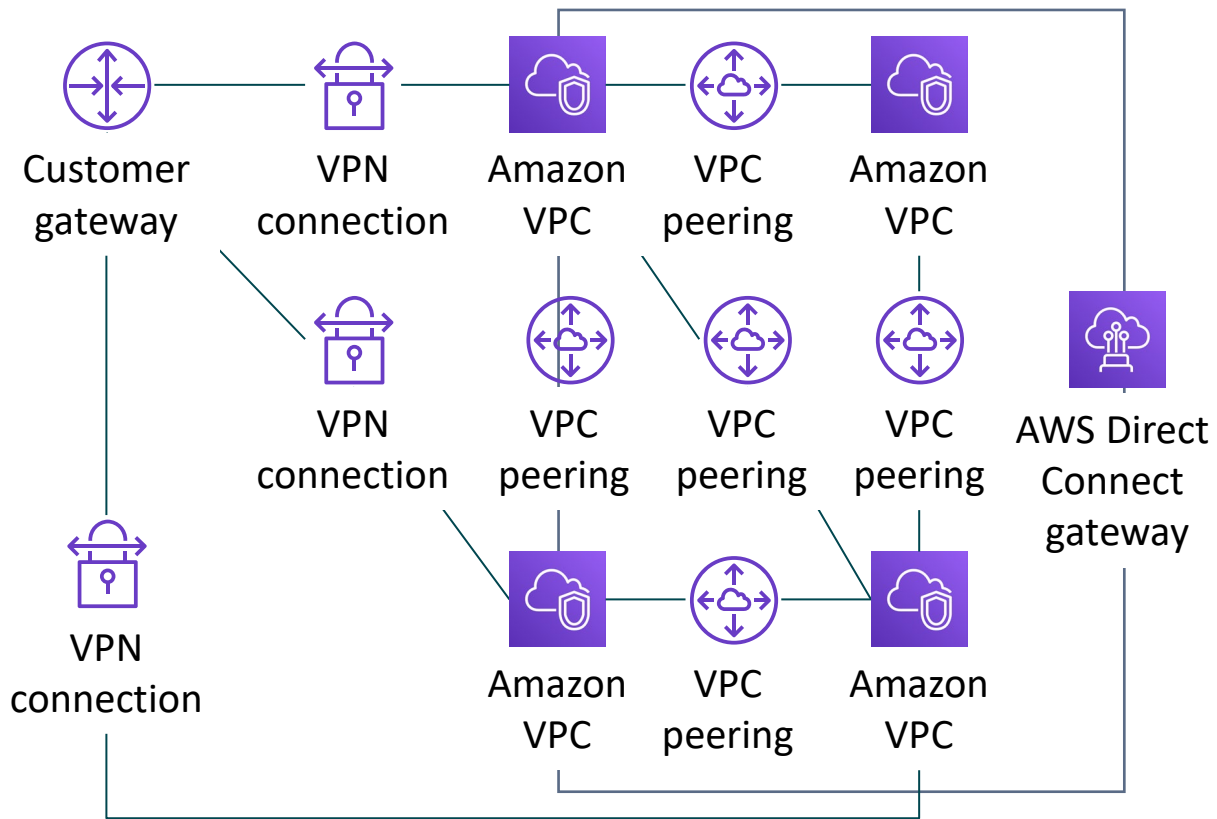 Customer
gateway
VPN
connection
Amazon
VPC
VPC
peering
Amazon
VPC
VPN
connection
VPC
peering
VPC
peering
VPC
peering
AWS Direct
Connect
gateway
VPN
connection
Amazon
VPC
VPC
peering
Amazon
VPC